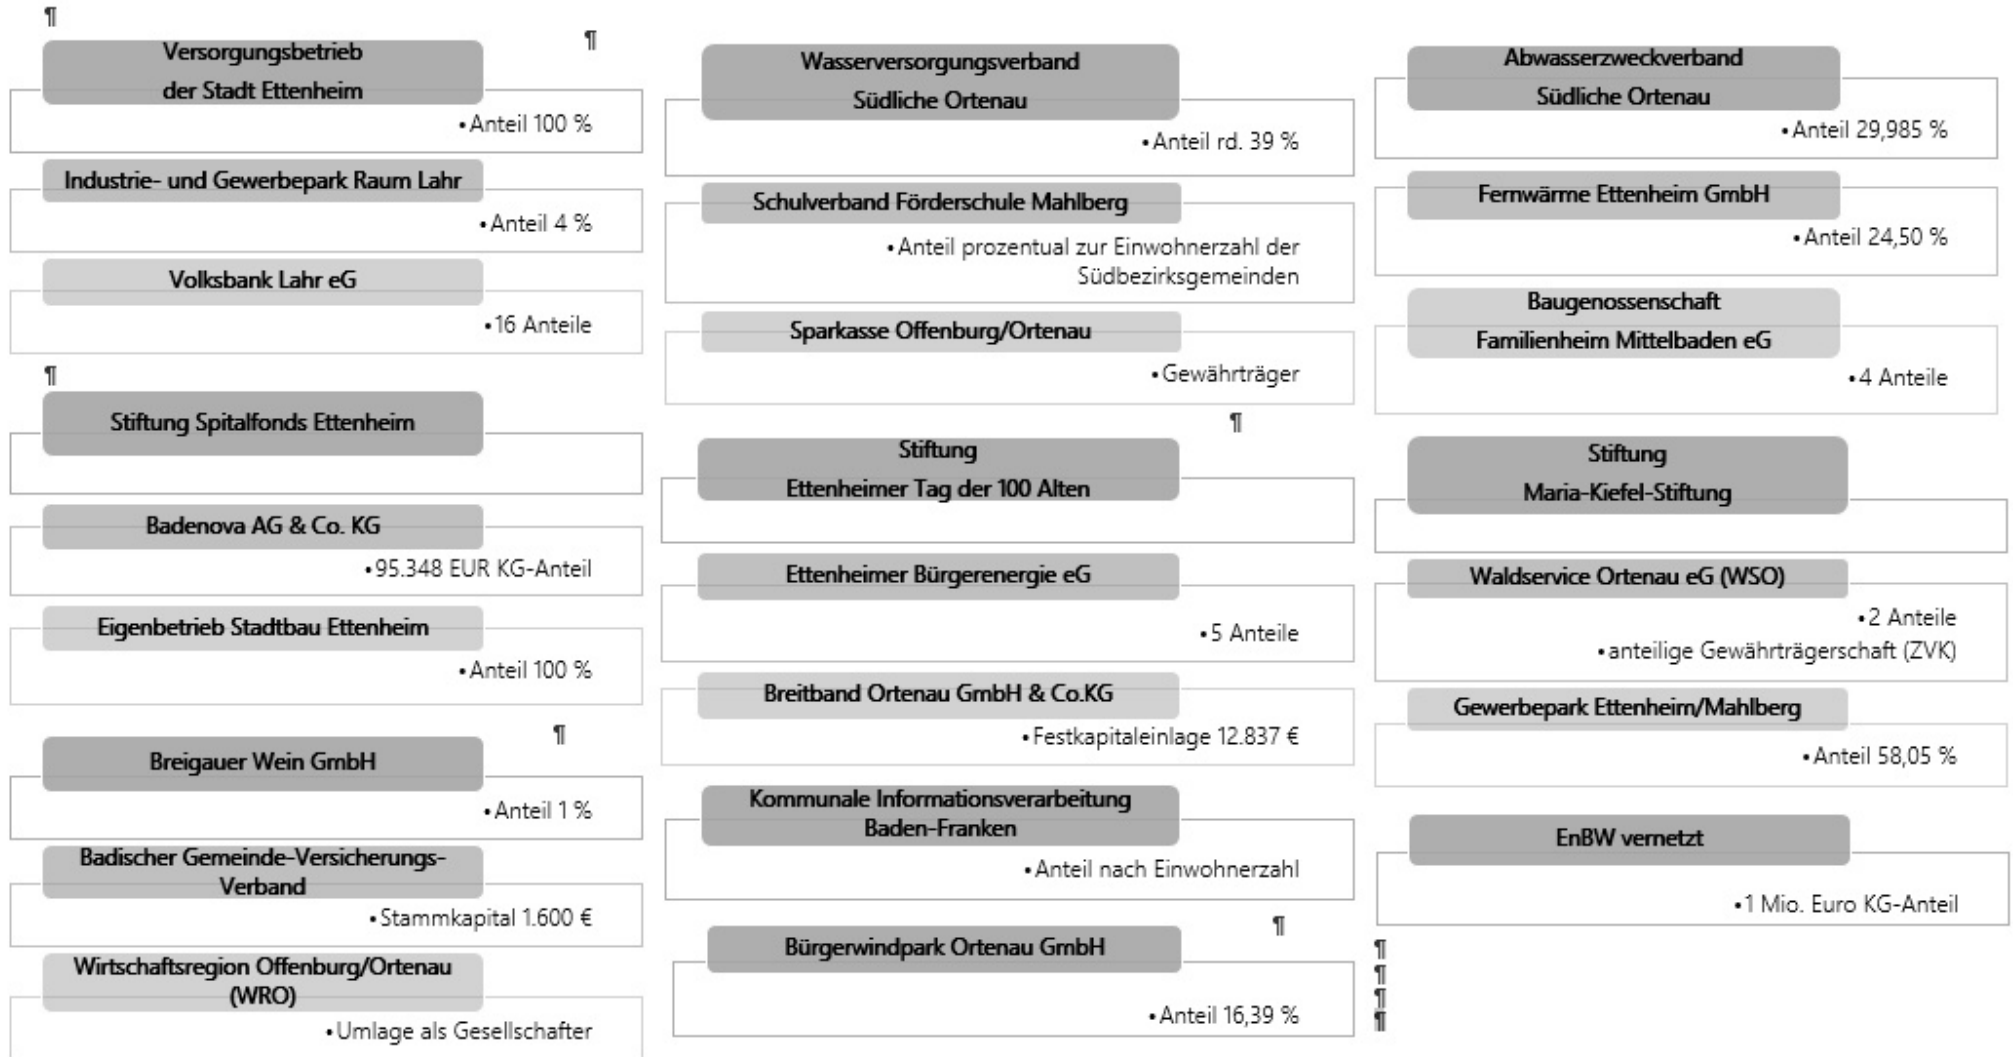 ¶
Versorgungsbetrieb
der Stadt Ettenheim
•Anteil 100 %
Industrie- und Gewerbepark Raum Lahr
•Anteil 4 %
Volksbank Lahr eG
•16 Anteile
¶
Stiftung Spitalfonds Ettenheim
Badenova AG & Co. KG
•95.348 EUR KG-Anteil
Eigenbetrieb Stadtbau Ettenheim
•Anteil 100 %
¶
Breigauer Wein GmbH
•Anteil 1 %
Badischer Gemeinde-Versicherungs-
Verband
•Stammkapital 1.600 €
Wirtschaftsregion Offenburg/Ortenau
(WRO)
•Umlage als Gesellschafter
¶
Wasserversorgungsverband
Südliche Ortenau
•Anteil rd. 39 %
Schulverband Förderschule Mahlberg
•Anteil prozentual zur Einwohnerzahl der
Südbezirksgemeinden
Sparkasse Offenburg/Ortenau
•Gewährträger
¶
Stiftung
Ettenheimer Tag der 100 Alten
Ettenheimer Bürgerenergie eG
•5 Anteile
Breitband Ortenau GmbH & Co.KG
•Festkapitaleinlage 12.837 €
Kommunale Informationsverarbeitung
Baden-Franken
•Anteil nach Einwohnerzahl
¶
Bürgerwindpark Ortenau GmbH
•Anteil 16,39 %
Abwasserzweckverband
Südliche Ortenau
•Anteil 29,985 %
Fernwärme Ettenheim GmbH
•Anteil 24,50 %
Baugenossenschaft
Familienheim Mittelbaden eG
•4 Anteile
Stiftung
Maria-Kiefel-Stiftung
Waldservice Ortenau eG (WSO)
•2 Anteile
•anteilige Gewährträgerschaft (ZVK)
Gewerbepark Ettenheim/Mahlberg
•Anteil 58,05 %
EnBW vernetzt
•1 Mio. Euro KG-Anteil
¶
¶
¶
¶